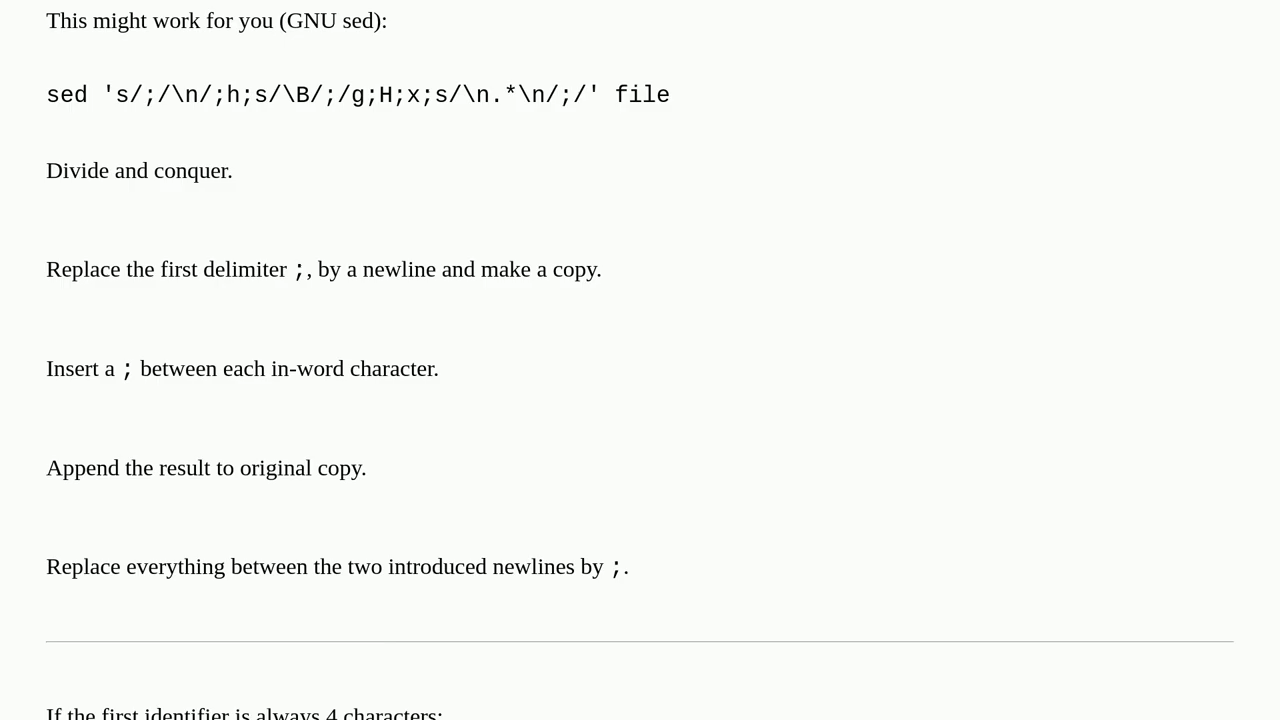 This might work for you (GNU sed):
sed 's/;/\n/;h;s/\B/;/g;H;x;s/\n.*\n/;/' file
Divide and conquer.
Replace the first delimiter ;, by a newline and make a copy.
Insert a ; between each in-word character.
Append the result to original copy.
Replace everything between the two introduced newlines by ;.
If the first identifier is always 4 characters: